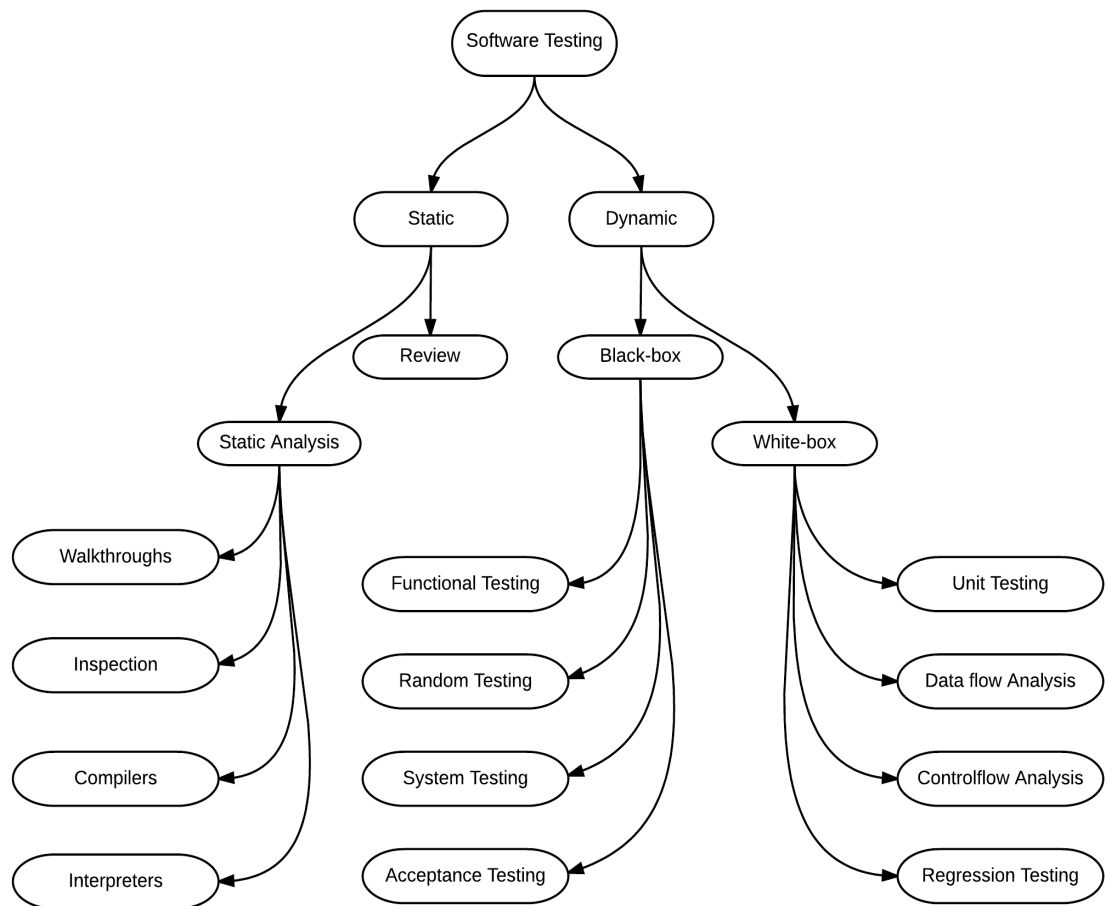 Software Testing
Static
Dynamic
Review
Black-box
Static Analysis
White-box
Walkthroughs
Functional Testing
Unit Testing
Inspection
Random Testing
Data flow Analysis
Compilers
System Testing
Controlflow Analysis
Interpreters
Acceptance Testing
Regression Testing